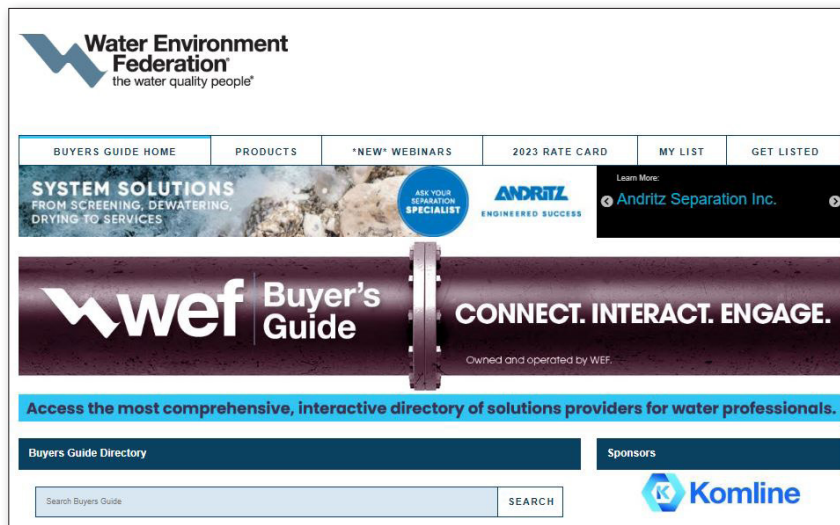 Water Environment
Federation®
the water quality people®
BUYERS GUIDE HOME
PRODUCTS
*NEW* WEBINARS
2023 RATE CARD
MY LIST
GET LISTED
SYSTEM SOLUTIONS
FROM SCREENING, DEWATERING,
DRYING TO SERVICES
ASK YOUR
SEPARATION
SPECIALIST
ANDRITZ
ENGINEERED SUCCESS
Learn More:
Andritz Separation Inc.
wef
Buyer's
Guide
CONNECT. INTERACT. ENGAGE.
Owned and operated by WEF.
Access the most comprehensive, interactive directory of solutions providers for water professionals.
Buyers Guide Directory
Search Buyers Guide
SEARCH
Sponsors
K Komline